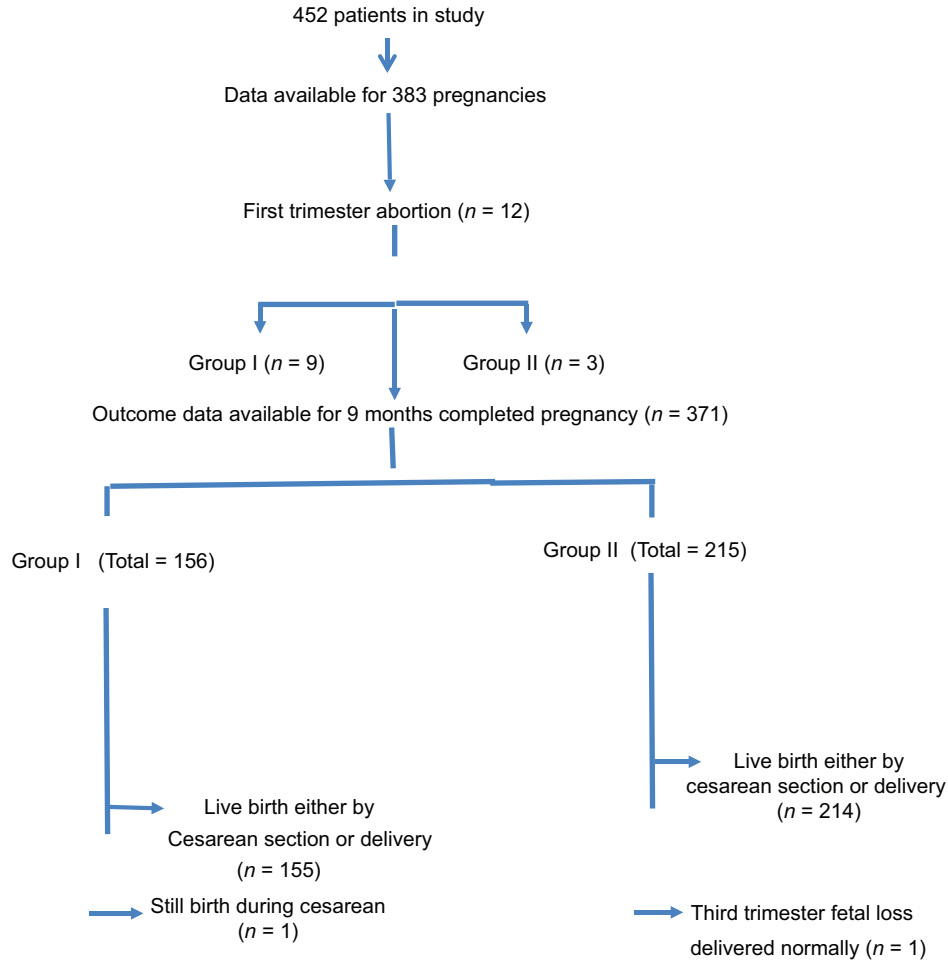 452 patients in study
Data available for 383 pregnancies
First trimester abortion (n = 12)
Group I (n = 9)
Group II (n = 3)
Outcome data available for 9 months completed pregnancy (n = 371)
Group I (Total = 156)
Group II (Total = 215)
Live birth either by
Cesarean section or delivery
(n = 155)
Still birth during cesarean
(n = 1)
Live birth either by
cesarean section or delivery
(n = 214)
Third trimester fetal loss
delivered normally (n = 1)